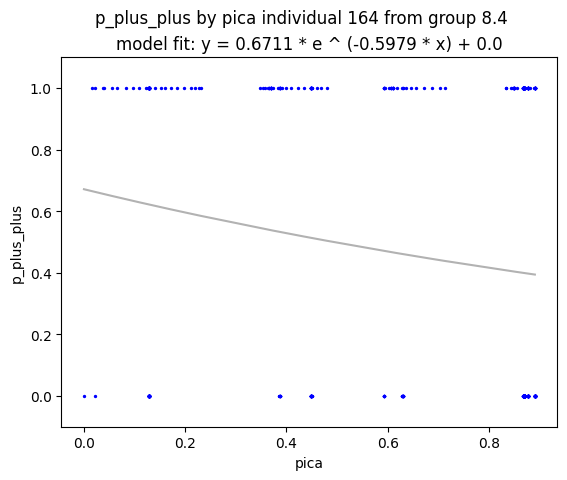 p_plus_plus by pica individual 164 from group 8.4
model fit: y = 0.6711 * e ^ (-0.5979 * x) + 0.0
1.0
0.8
0.6
0.4
0.2
0.0
p_plus_plus
0.0 0.2 0.4 0.6 0.8
pica